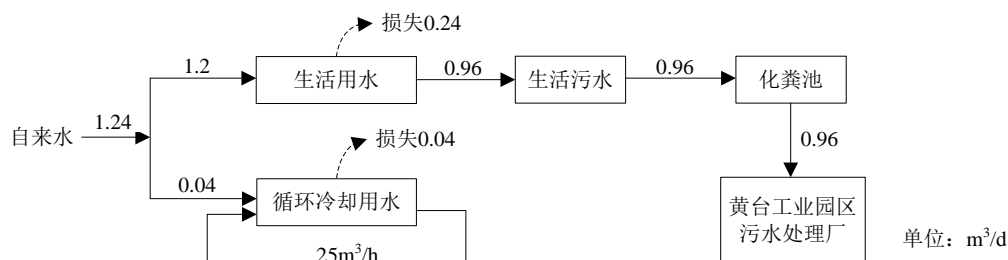 损失0.24
1.2
生活用水
0.96
生活污水
0.96
化粪池
自来水
1.24
0.96
损失0.04
0.04
循环冷却用水
黄台工业园区
污水处理厂
单位：m³/d
25m³/h